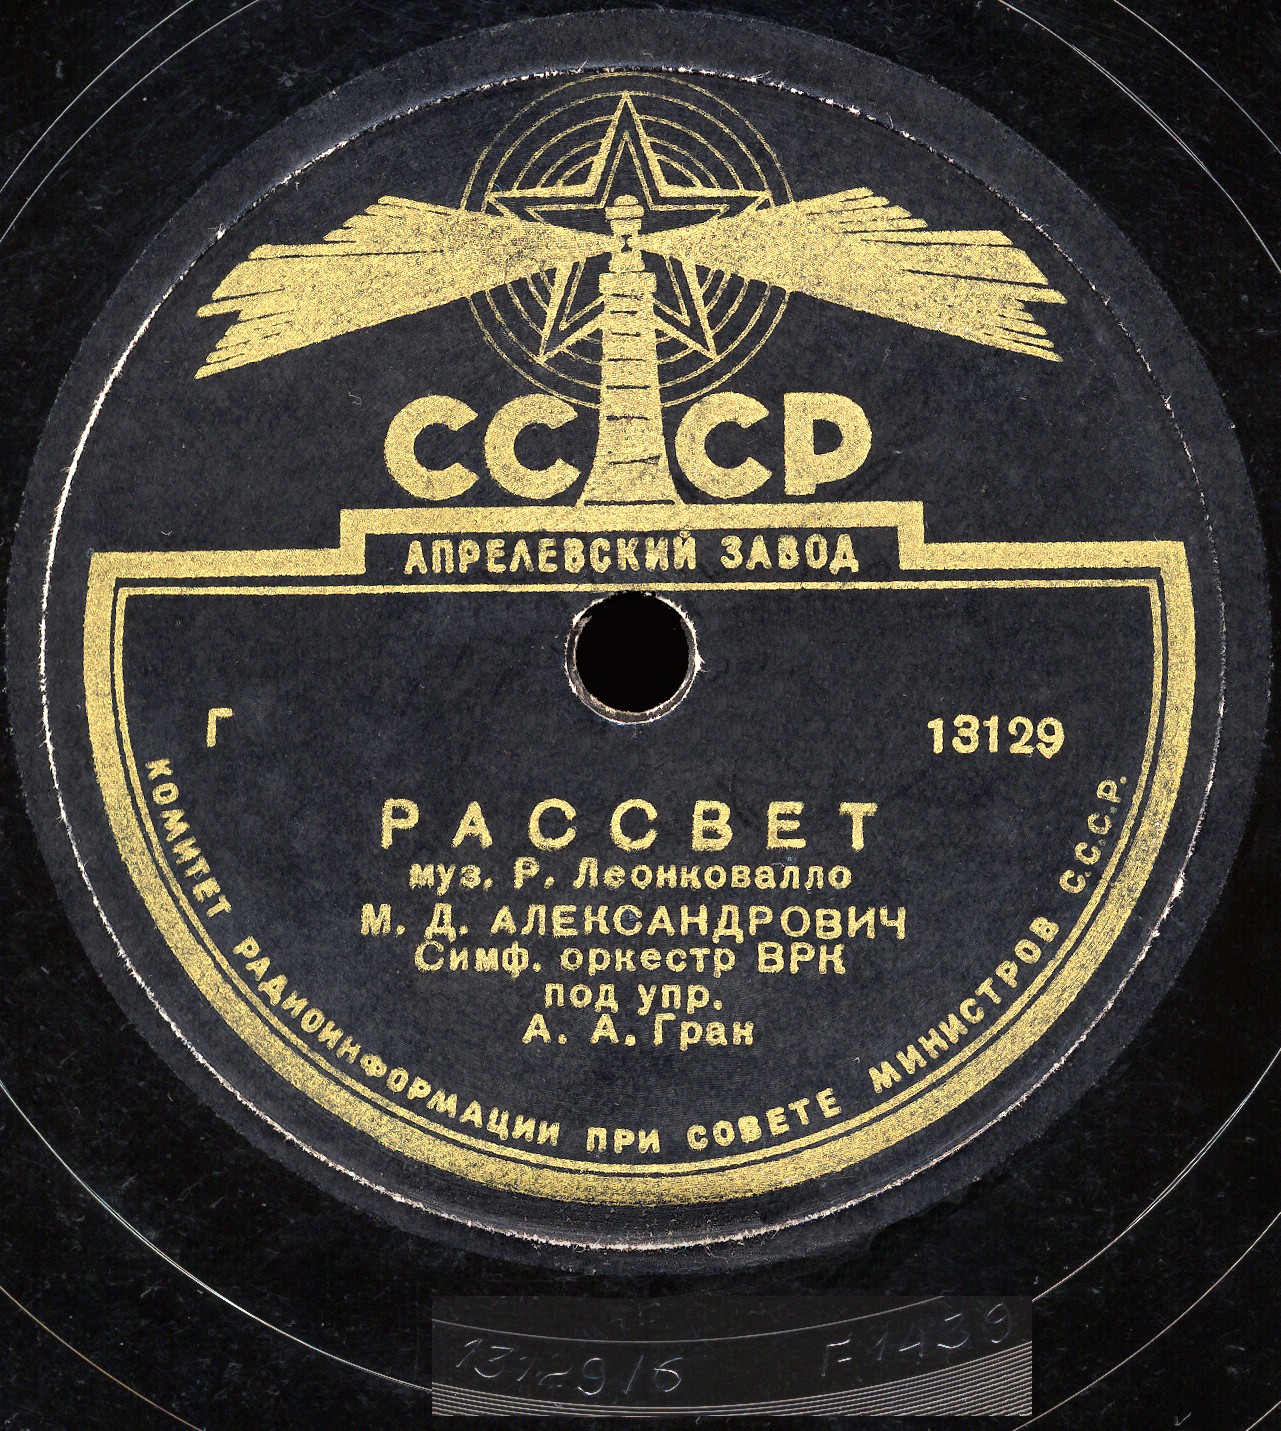 СССР
АПРЕЛЕВСКИЙ ЗАВОД
Г 13129
РАССВЕТ
муз. Р. Леонковалло
М. Д. АЛЕКСАНДРОВИЧ
Симф. оркестр ВРК
под упр.
А. А. Гран
КОМИТЕТ РАДИОИНФОРМАЦИИ ПРИ СОВЕТЕ МИНИСТРОВ С.С.С.Р.
13129/6 Г-1439